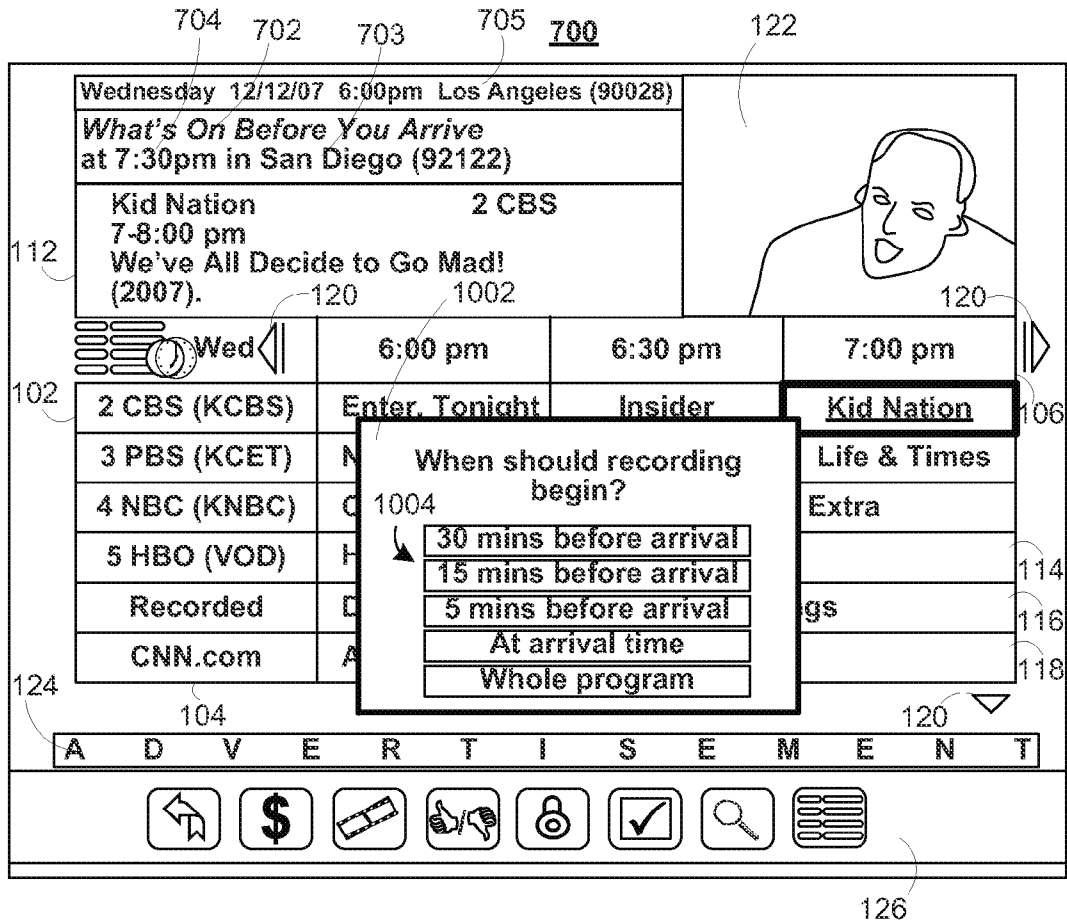 704
702
703
705
700
122
Wednesday 12/12/07 6:00pm Los Angeles (90028)
What's On Before You Arrive
at 7:30pm in San Diego (92122)
Kid Nation 2 CBS
7-8:00 pm
We've All Decide to Go Mad!
(2007).
112
120
1002
120
Wed 6:00 pm 6:30 pm 7:00 pm
102
2 CBS (KCBS) Enter. Tonight Insider Kid Nation
106
3 PBS (KCET) N Life & Times
4 NBC (KNBC) Extra
5 HBO (VOD) H
114
Recorded D gs
116
CNN.com A
118
When should recording
begin?
1004
30 mins before arrival
15 mins before arrival
5 mins before arrival
At arrival time
Whole program
124
104
120
A D V E R T I S E M E N T
$
126